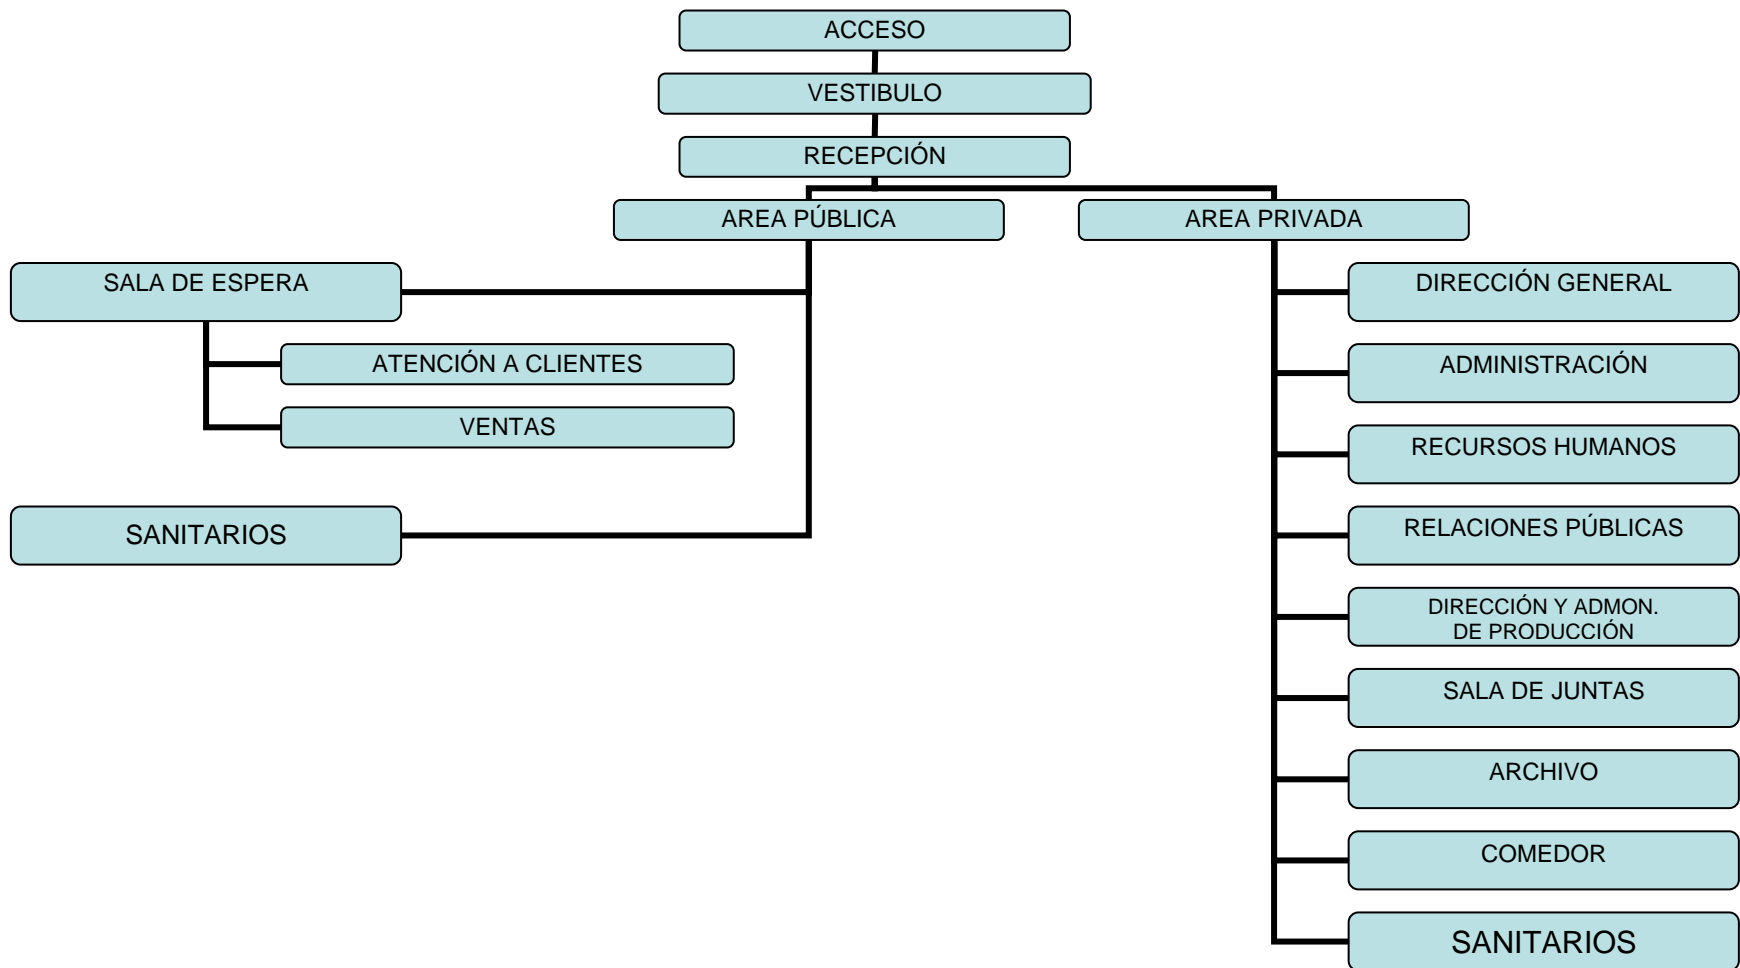 ACCESO
VESTIBULO
RECEPCIÓN
AREA PÚBLICA
AREA PRIVADA
SALA DE ESPERA
ATENCIÓN A CLIENTES
VENTAS
SANITARIOS
DIRECCIÓN GENERAL
ADMINISTRACIÓN
RECURSOS HUMANOS
RELACIONES PÚBLICAS
DIRECCIÓN Y ADMON.
DE PRODUCCIÓN
SALA DE JUNTAS
ARCHIVO
COMEDOR
SANITARIOS